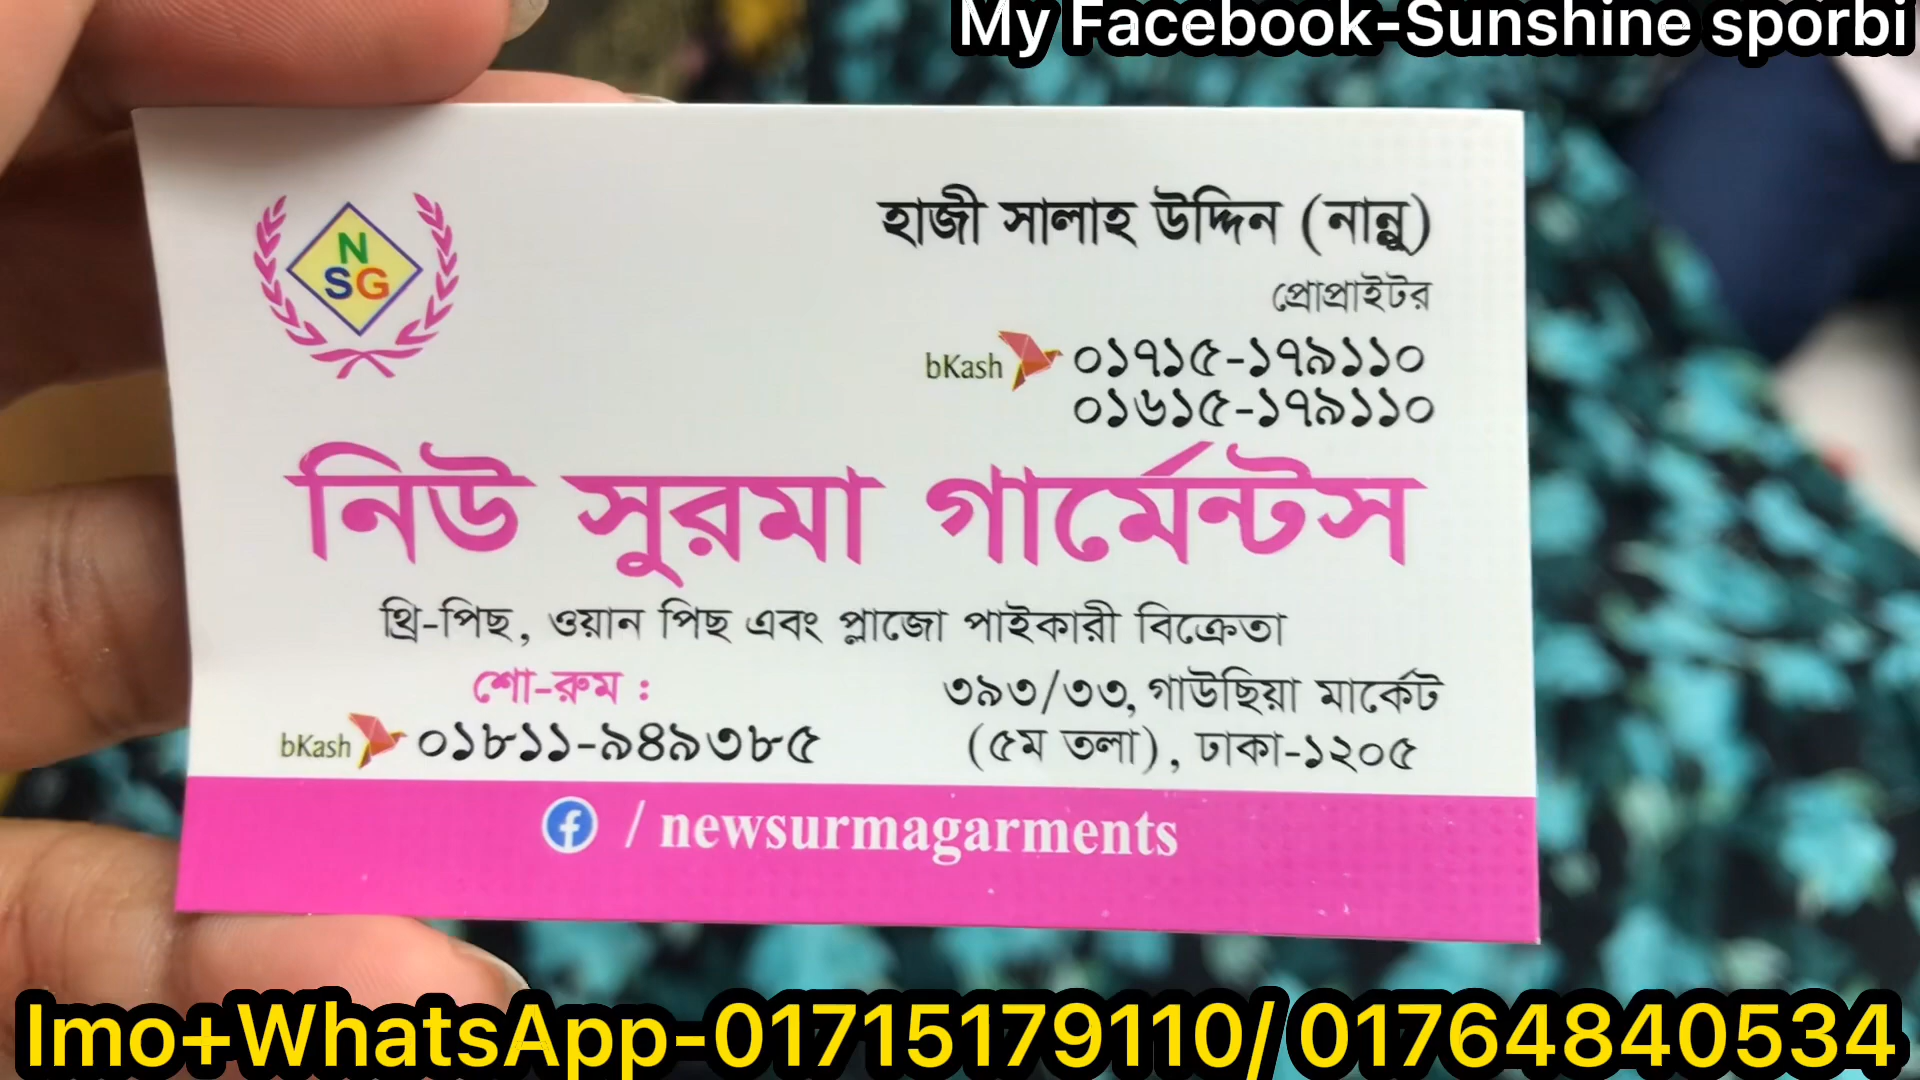 My Facebook-Sunshine sporbi
N
SG
হাজী সালাহ উদ্দিন (নান্নু)
প্রোপ্রাইটর
bKash ০১৭১৫-১৭৯১১০
০১৬১৫-১৭৯১১০
নিউ সুরমা গার্মেন্টস
থ্রি-পিছ, ওয়ান পিছ এবং প্লাজো পাইকারী বিক্রেতা
শো-রুম :
bKash ০১৮১১-৯৪৯৩৮৫
৩৯৩/৩৩, গাউছিয়া মার্কেট
(৫ম তলা), ঢাকা-১২০৫
/ newsurmagarments
Imo+WhatsApp-01715179110/ 01764840534